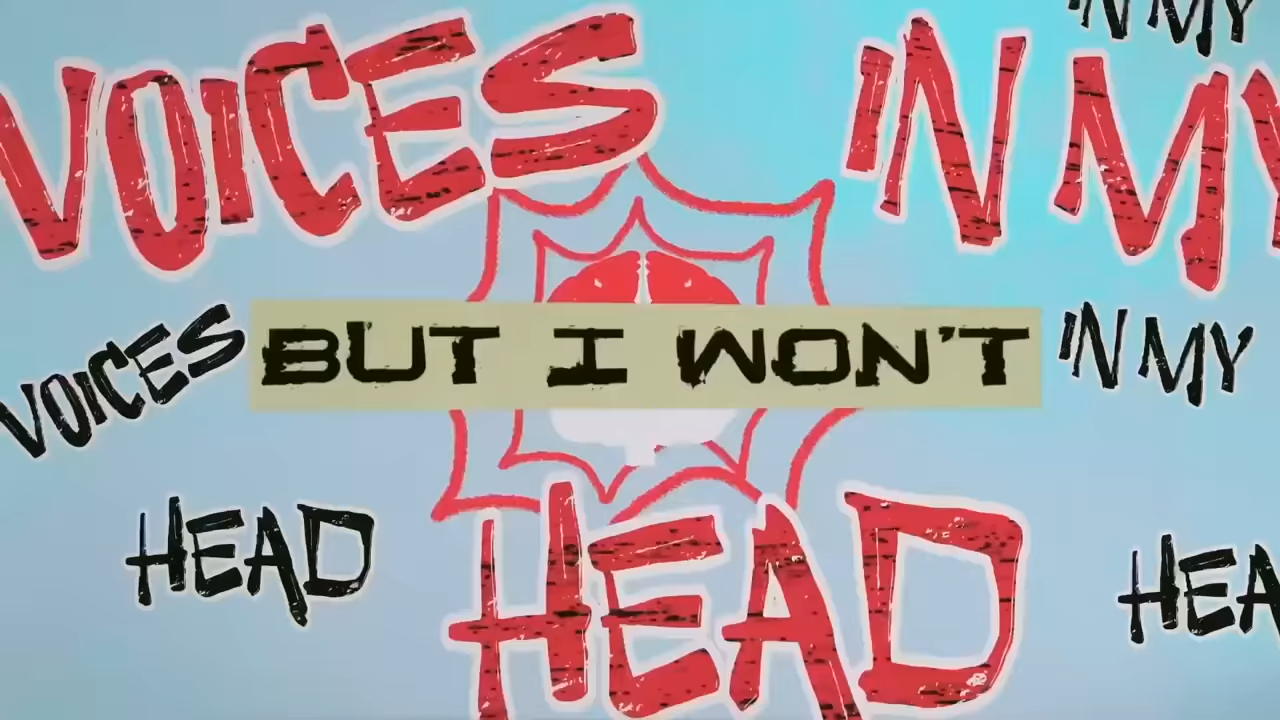 IN MY
VOICES IN MY
VOICES
BUT I WON'T
IN MY
HEAD
HEAD
HEA